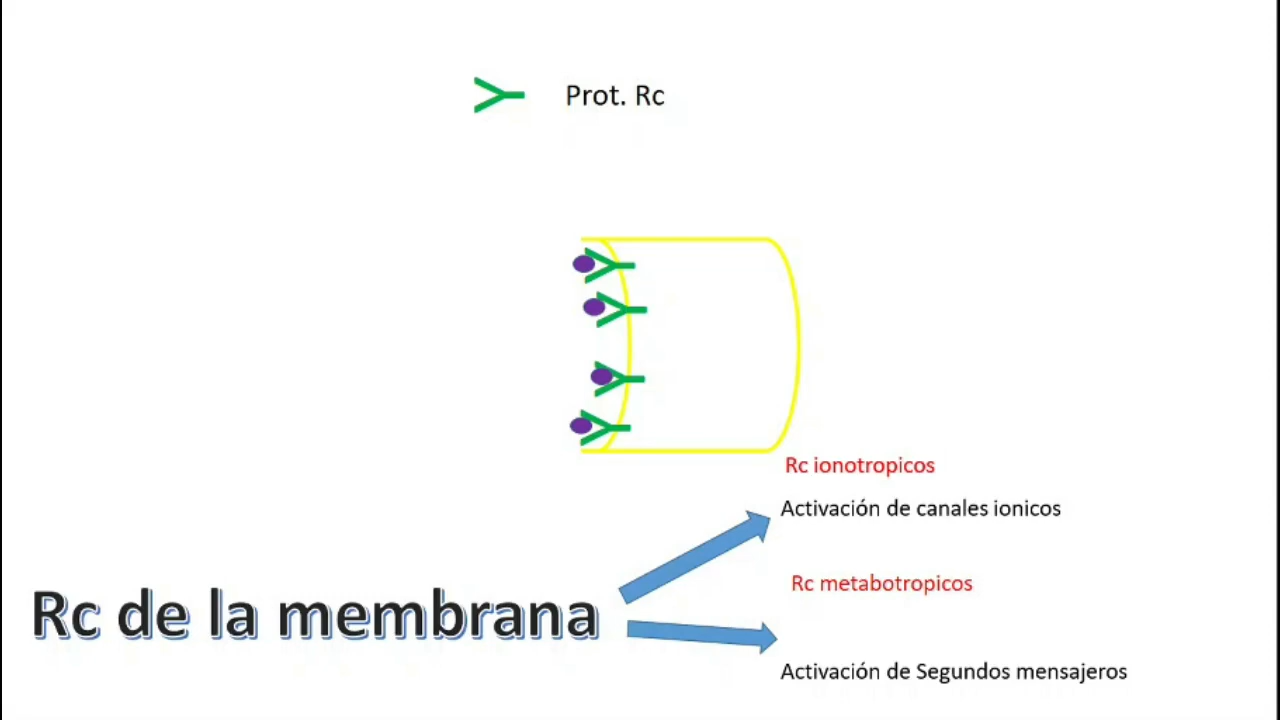 Prot. Rc
Rc ionotropicos
Activación de canales ionicos
Rc metabotropicos
Rc de la membrana
Activación de Segundos mensajeros